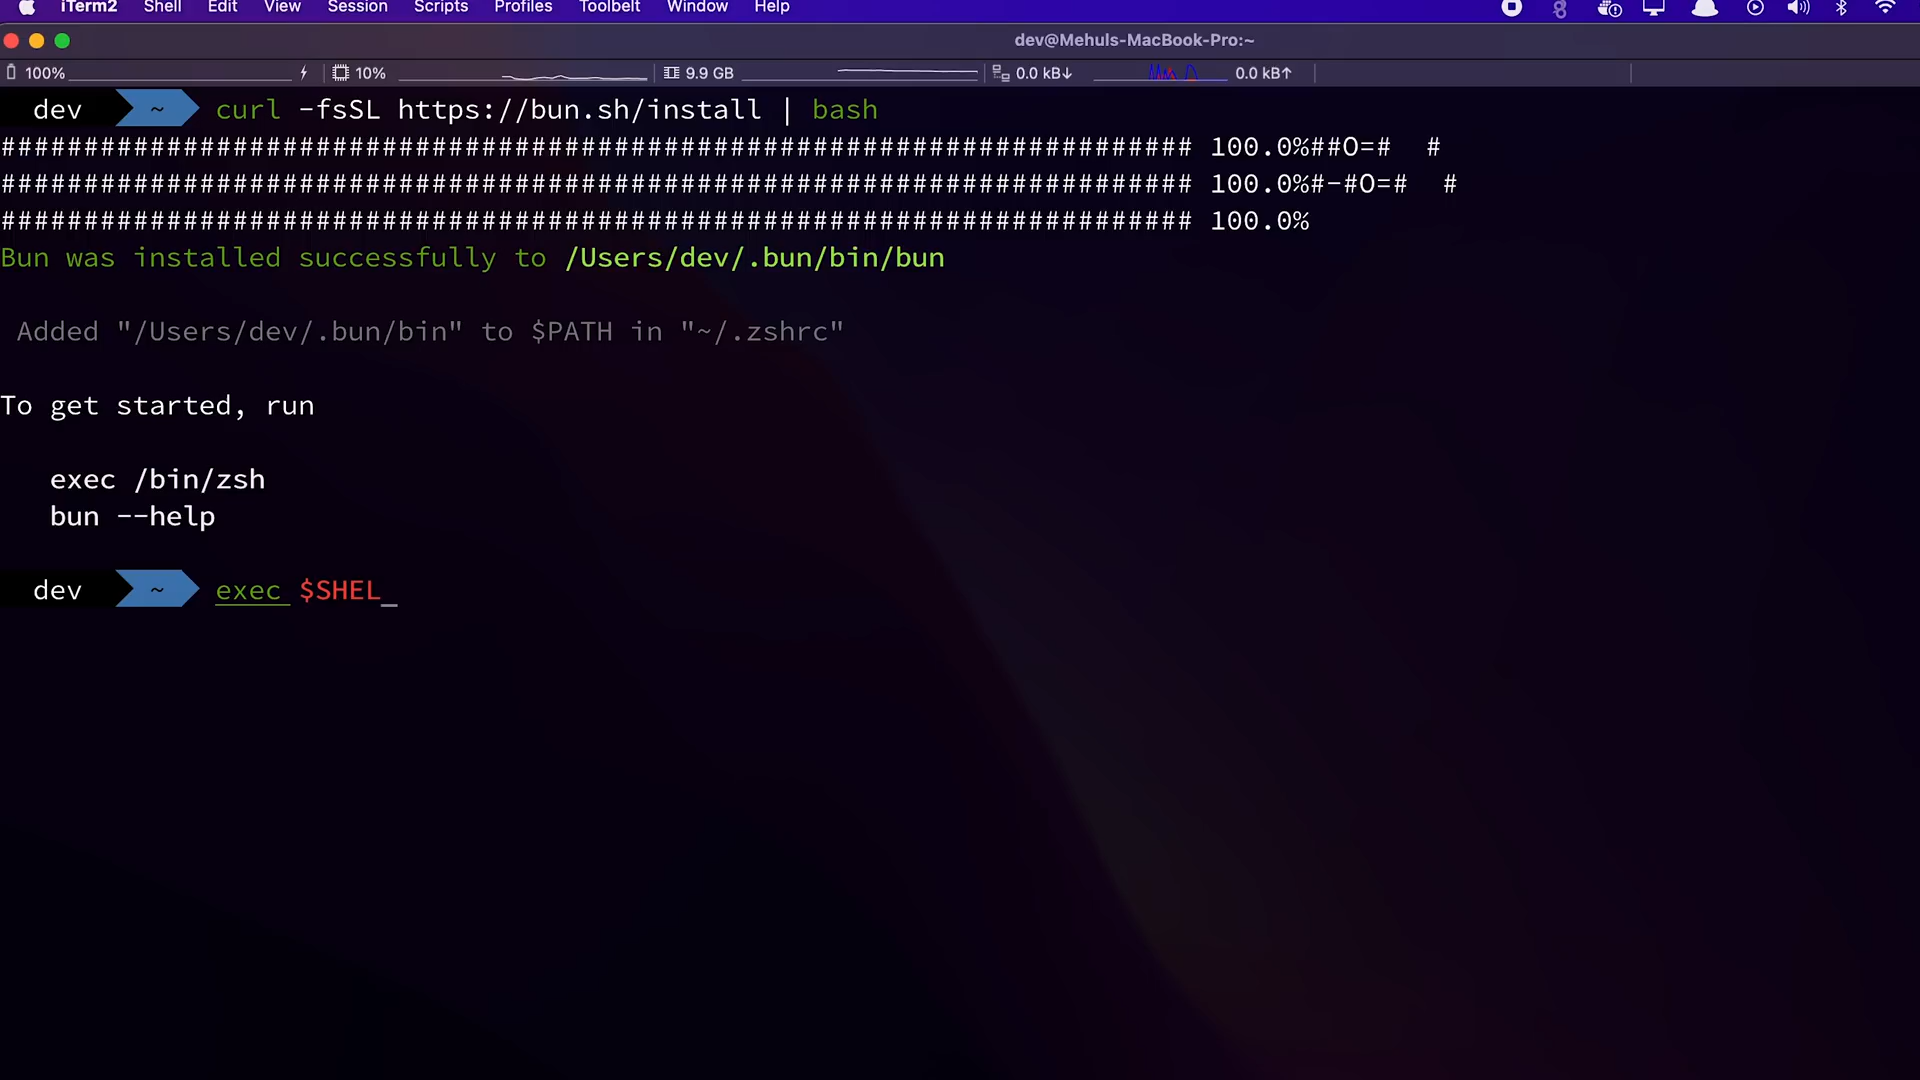 iTerm2 Shell Edit View Session Scripts Profiles Toolbelt Window Help
dev@Mehuls-MacBook-Pro:~
100% 10% 9.9 GB 0.0 kB↓ 0.0 kB↑
dev ~ curl -fsSL https://bun.sh/install | bash
######################################################################## 100.0%##O=#  #
######################################################################## 100.0%#-#O=#  #
######################################################################## 100.0%
Bun was installed successfully to /Users/dev/.bun/bin/bun
Added "/Users/dev/.bun/bin" to $PATH in "~/.zshrc"
To get started, run
exec /bin/zsh
bun --help
dev ~ exec $SHEL_